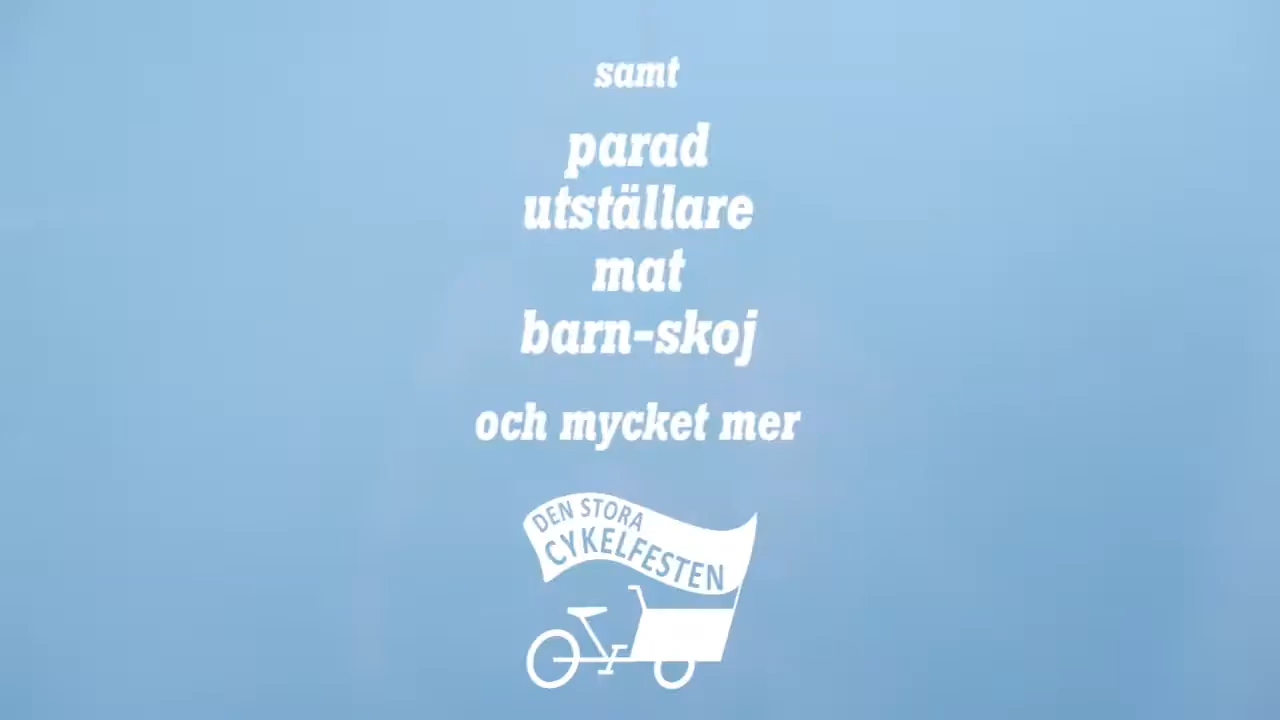 samt
parad
utställare
mat
barn-skoj
och mycket mer
DEN STORA
CYKELFESTEN